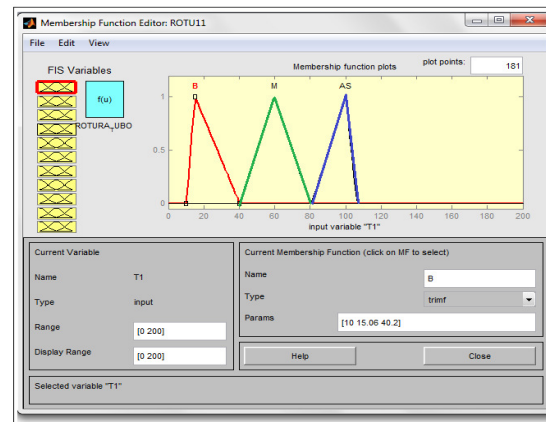 Membership Function Editor: ROTU11
File Edit View
FIS Variables
f(u)
ROTURATUBO
Membership function plots
plot points:
181
B M AS
1
0.5
0
0 20 40 60 80 100 120 140 160 180 200
input variable "T1"
Current Variable
Name T1
Type input
Range [0 200]
Display Range [0 200]
Current Membership Function (click on MF to select)
Name B
Type trimf
Params [10 15.06 40.2]
Help Close
Selected variable "T1"